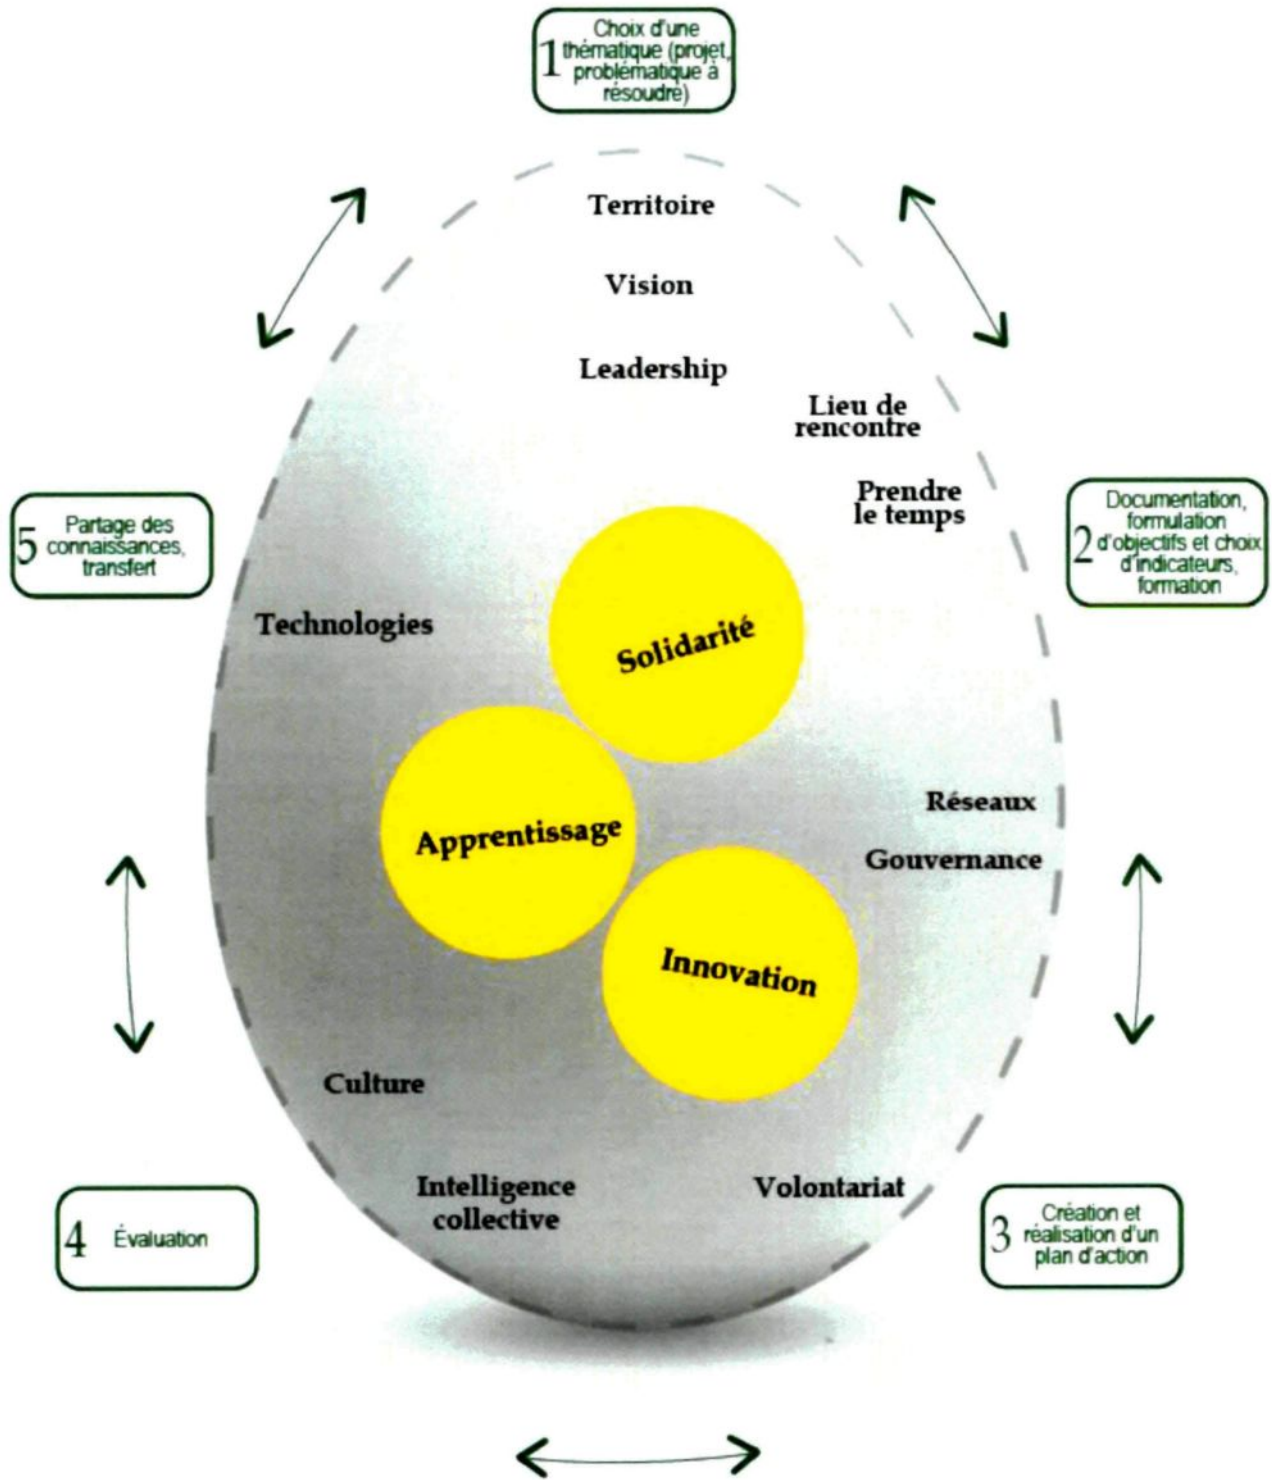 1
Choix d'une
thématique (projet,
problématique à
résoudre)
Territoire
Vision
Leadership
Lieu de
rencontre
Prendre
le temps
5
Partage des
connaissances,
transfert
2
Documentation,
formulation
d'objectifs et choix
d'indicateurs,
formation
Technologies
Solidarité
Apprentissage
Réseaux
Gouvernance
Innovation
Culture
Intelligence
collective
Volontariat
4
Évaluation
3
Création et
réalisation d'un
plan d'action